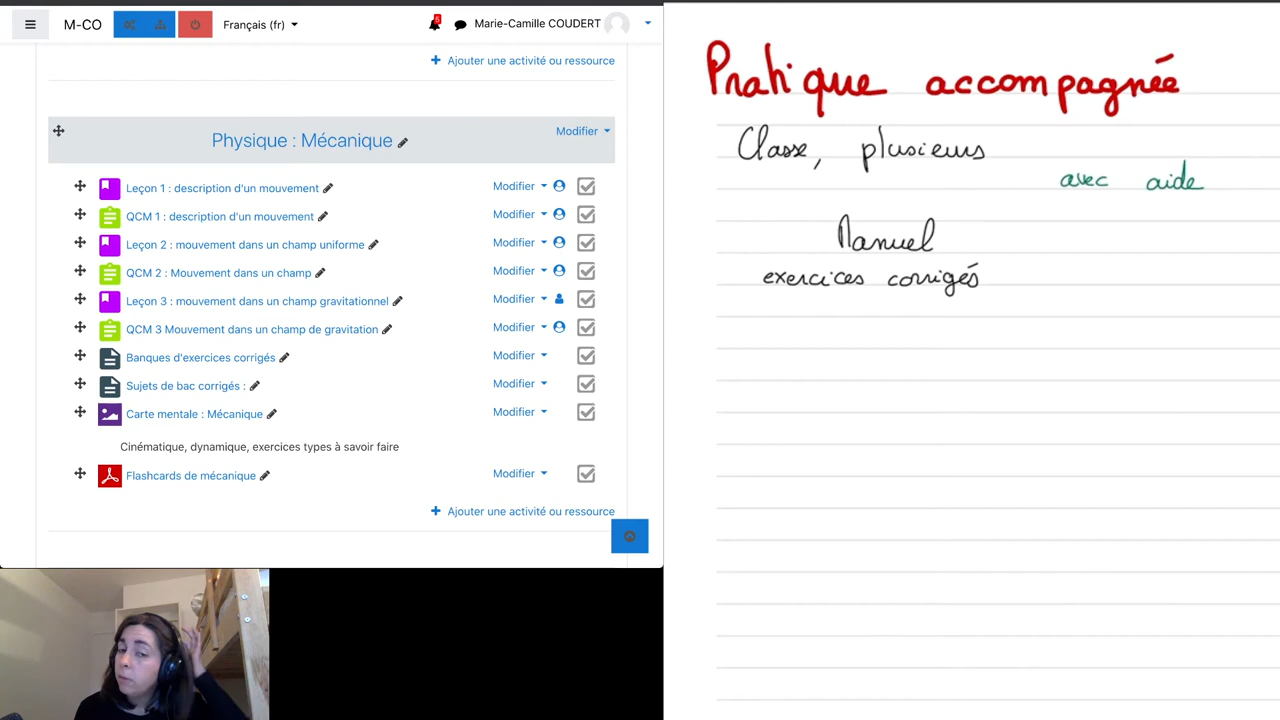 M-CO
Français (fr)
5
Marie-Camille COUDERT
Ajouter une activité ou ressource
Physique : Mécanique
Modifier
Leçon 1 : description d'un mouvement
Modifier
QCM 1 : description d'un mouvement
Modifier
Leçon 2 : mouvement dans un champ uniforme
Modifier
QCM 2 : Mouvement dans un champ
Modifier
Leçon 3 : mouvement dans un champ gravitationnel
Modifier
QCM 3 Mouvement dans un champ de gravitation
Modifier
Banques d'exercices corrigés
Modifier
Sujets de bac corrigés :
Modifier
Carte mentale : Mécanique
Modifier
Cinématique, dynamique, exercices types à savoir faire
Flashcards de mécanique
Modifier
Ajouter une activité ou ressource
Pratique accompagnée
Classe, plusieurs
avec aide
Manuel
exercices corrigés